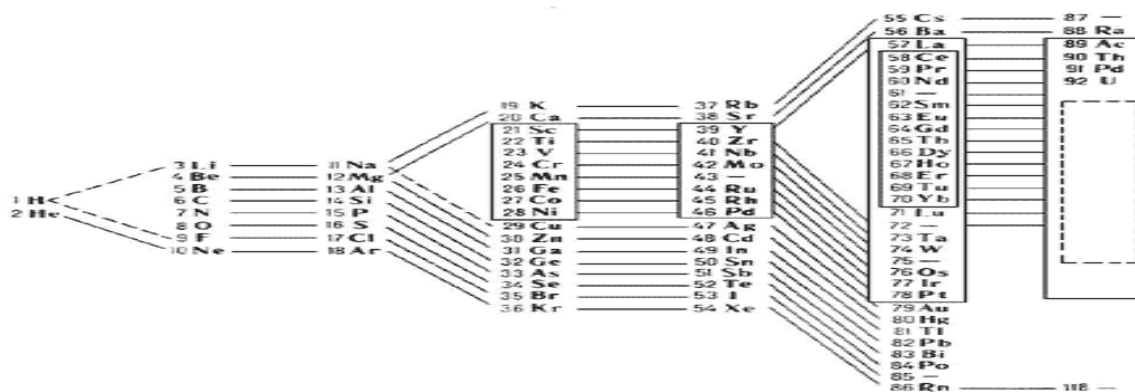 1 H
2 He
3 Li
4 Be
5 B
6 C
7 N
8 O
9 F
10 Ne
11 Na
12 Mg
13 Al
14 Si
15 P
16 S
17 Cl
18 Ar
19 K
20 Ca
21 Sc
22 Ti
23 V
24 Cr
25 Mn
26 Fe
27 Co
28 Ni
29 Cu
30 Zn
31 Ga
32 Ge
33 As
34 Se
35 Br
36 Kr
37 Rb
38 Sr
39 Y
40 Zr
41 Nb
42 Mo
43 —
44 Ru
45 Rh
46 Pd
47 Ag
48 Cd
49 In
50 Sn
51 Sb
52 Te
53 I
54 Xe
55 Cs
56 Ba
57 La
58 Ce
59 Pr
60 Nd
61 —
62 Sm
63 Eu
64 Gd
65 Tb
66 Dy
67 Ho
68 Er
69 Tu
70 Yb
71 Lu
72 —
73 Ta
74 W
75 —
76 Os
77 Ir
78 Pt
79 Au
80 Hg
81 Tl
82 Pb
83 Bi
84 Po
85 —
86 Rn
87 —
88 Ra
89 Ac
90 Th
91 Pd
92 U
118 —